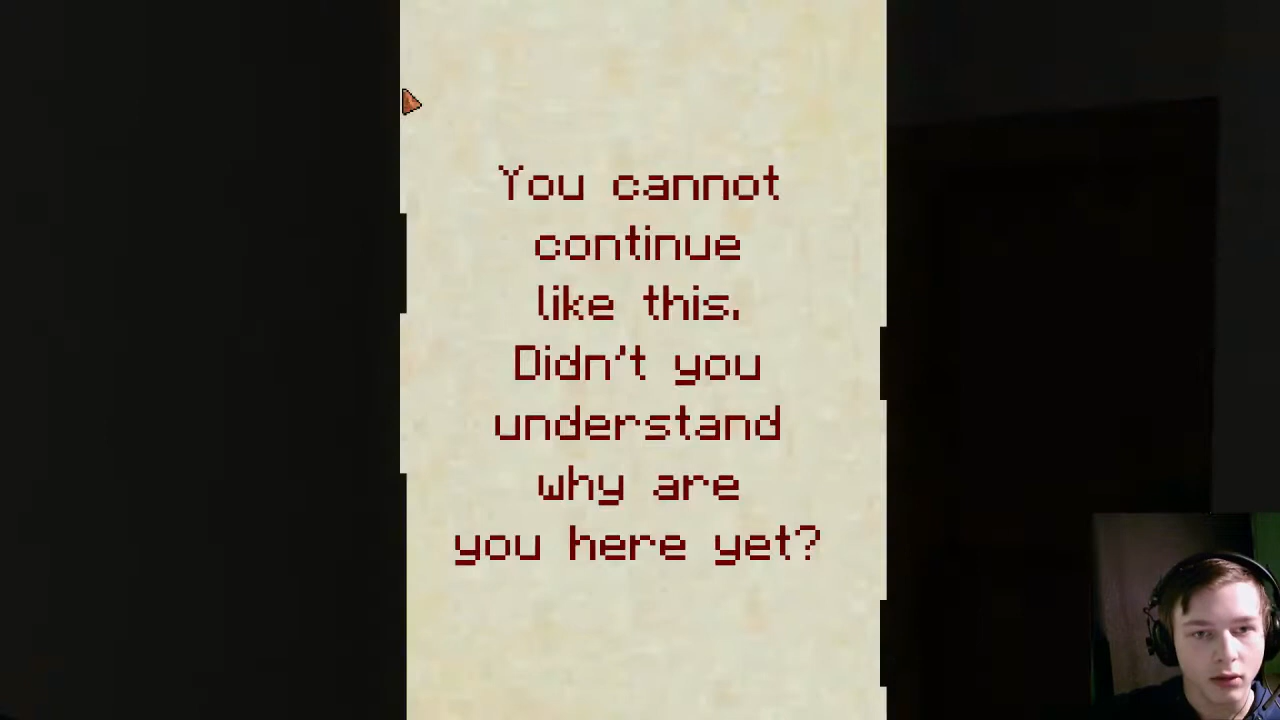 You cannot
continue
like this.
Didn't you
understand
why are
you here yet?